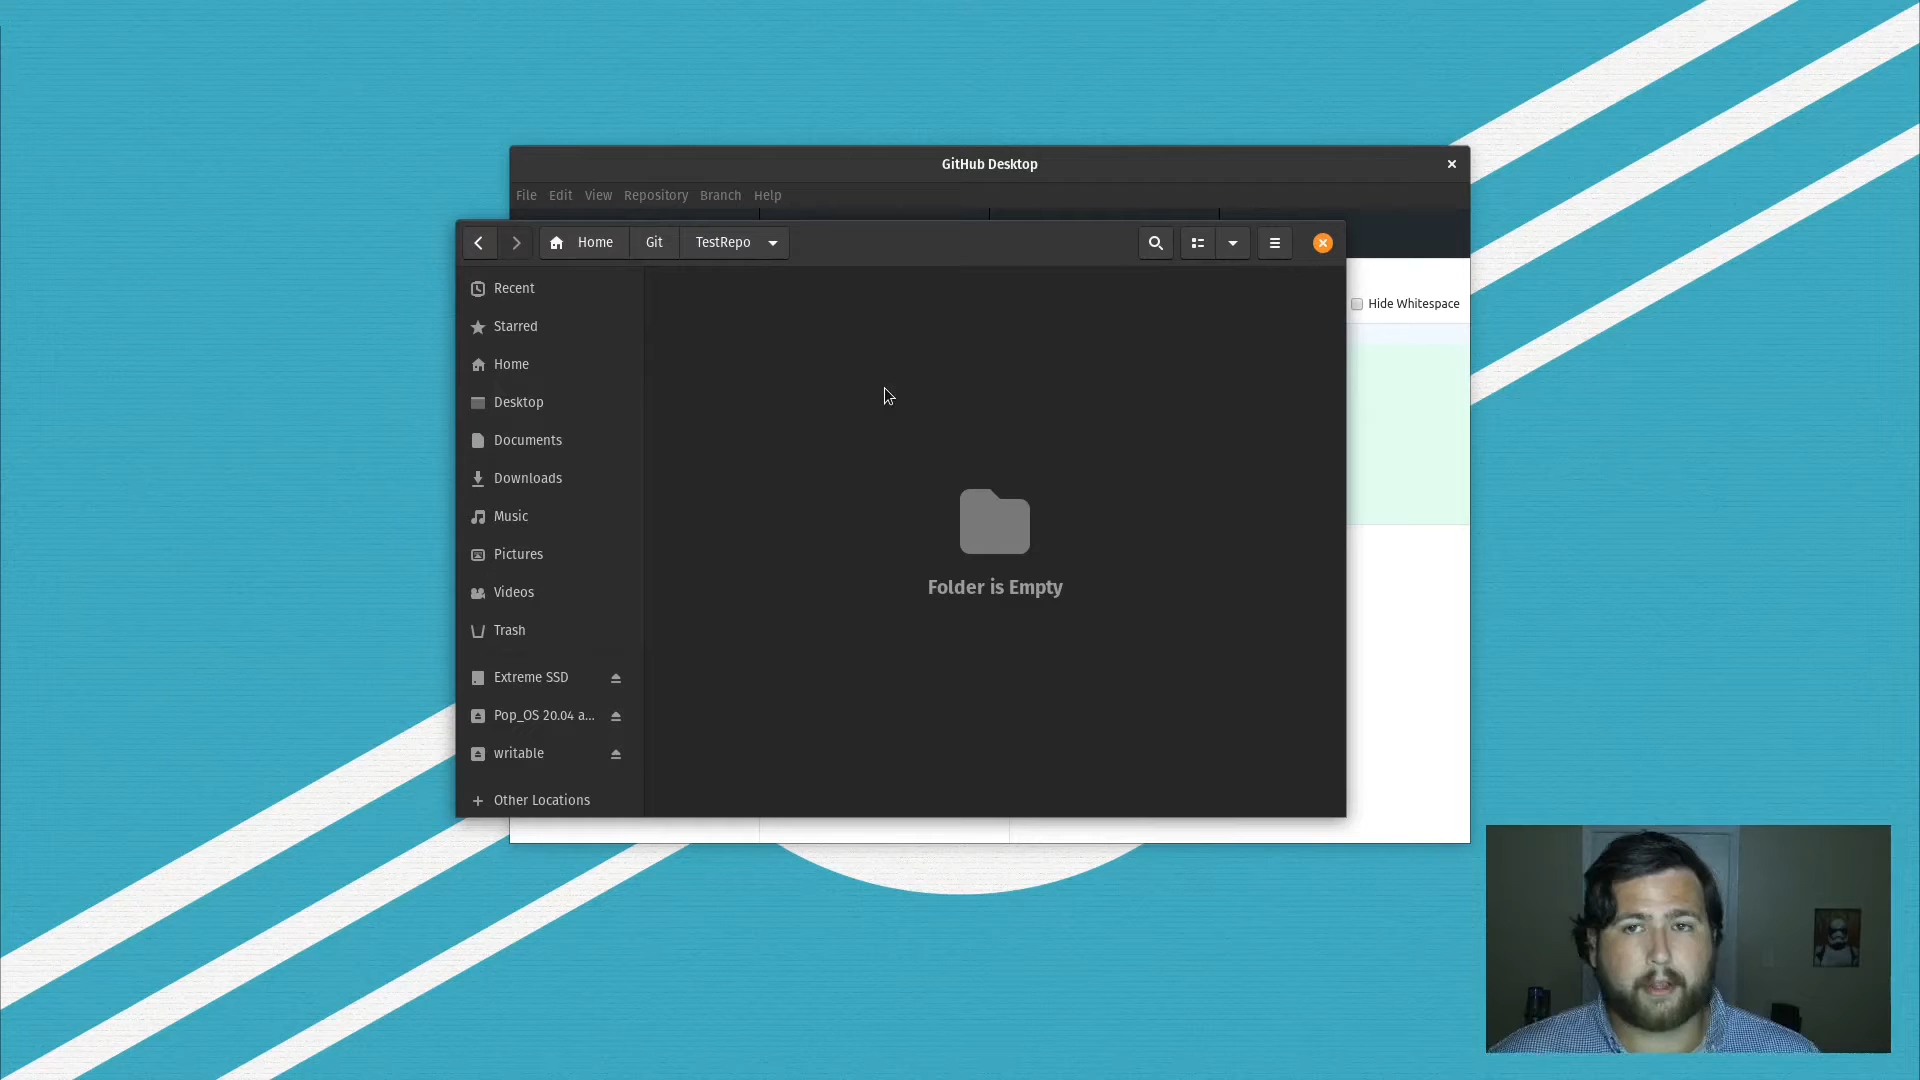 GitHub Desktop
File Edit View Repository Branch Help
Home Git TestRepo
Hide Whitespace
Recent
Starred
Home
Desktop
Documents
Downloads
Music
Pictures
Videos
Trash
Extreme SSD
Pop_OS 20.04 a...
writable
Other Locations
Folder is Empty